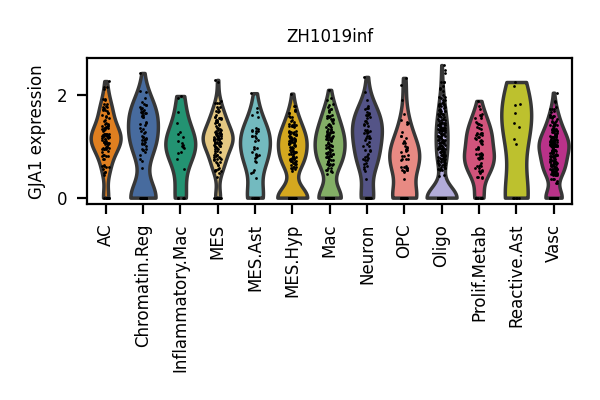 ZH1019inf
GJA1 expression
2
0
AC
Chromatin.Reg
Inflammatory.Mac
MES
MES.Ast
MES.Hyp
Mac
Neuron
OPC
Oligo
Prolif.Metab
Reactive.Ast
Vasc